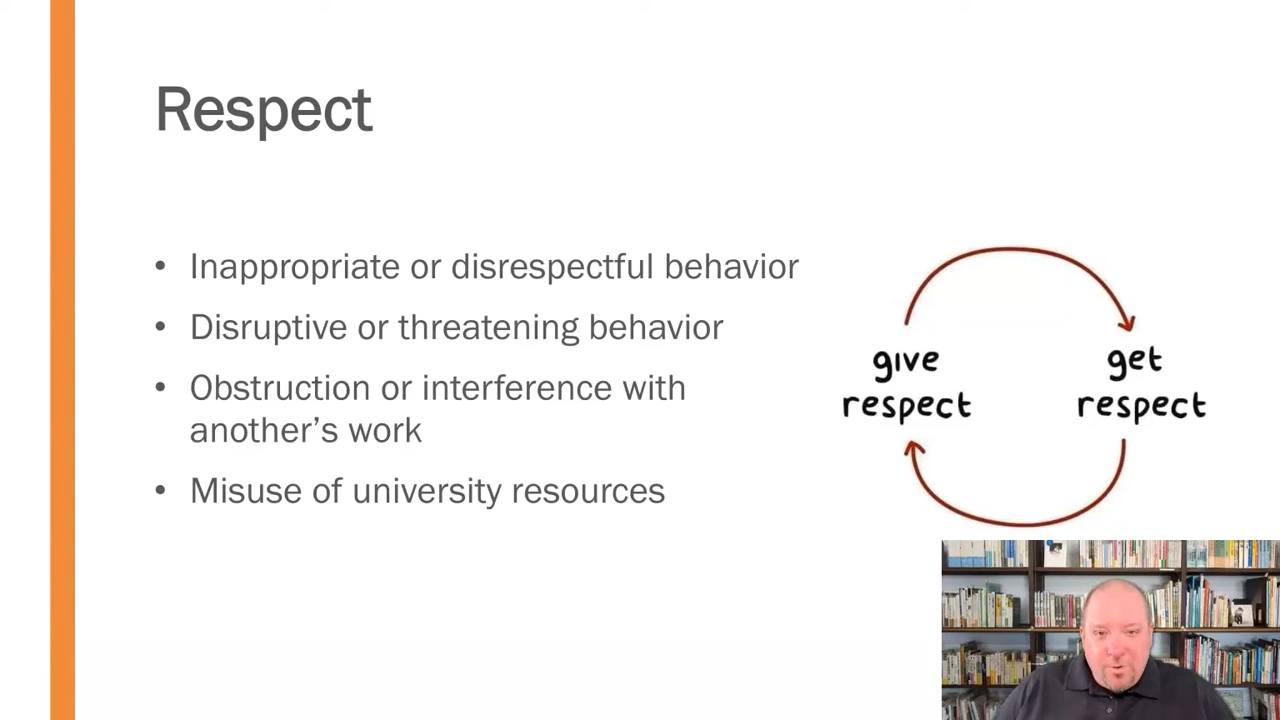 Respect
• Inappropriate or disrespectful behavior
• Disruptive or threatening behavior
• Obstruction or interference with
another’s work
• Misuse of university resources
give
respect
get
respect